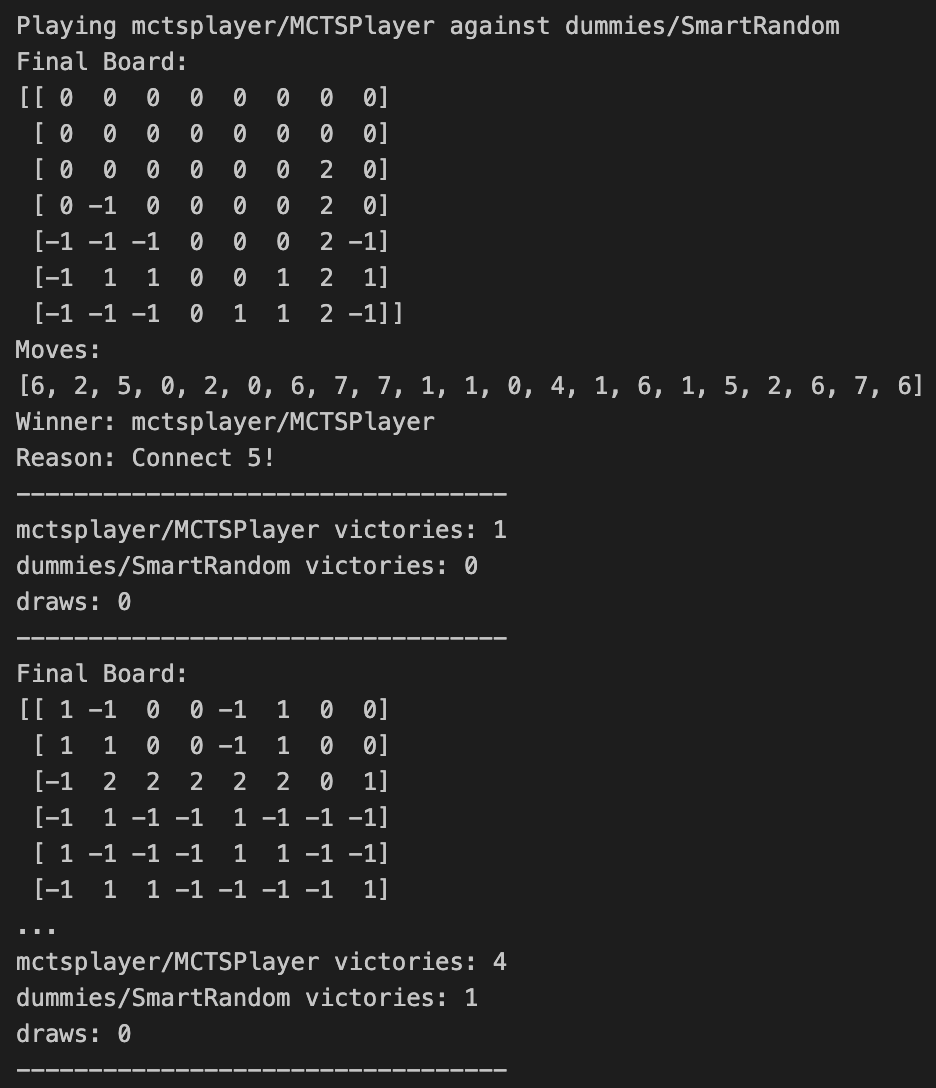 Playing mctsplayer/MCTSPlayer against dummies/SmartRandom
Final Board:
[[ 0  0  0  0  0  0  0  0]
 [ 0  0  0  0  0  0  0  0]
 [ 0  0  0  0  0  0  2  0]
 [ 0 -1  0  0  0  0  2  0]
 [-1 -1 -1  0  0  0  2 -1]
 [-1  1  1  0  0  1  2  1]
 [-1 -1 -1  0  1  1  2 -1]]
Moves:
[6, 2, 5, 0, 2, 0, 6, 7, 7, 1, 1, 0, 4, 1, 6, 1, 5, 2, 6, 7, 6]
Winner: mctsplayer/MCTSPlayer
Reason: Connect 5!
----------------------------------
mctsplayer/MCTSPlayer victories: 1
dummies/SmartRandom victories: 0
draws: 0
----------------------------------
Final Board:
[[ 1 -1  0  0 -1  1  0  0]
 [ 1  1  0  0 -1  1  0  0]
 [-1  2  2  2  2  2  0  1]
 [-1  1 -1 -1  1 -1 -1 -1]
 [ 1 -1 -1 -1  1  1 -1 -1]
 [-1  1  1 -1 -1 -1 -1  1]
...
mctsplayer/MCTSPlayer victories: 4
dummies/SmartRandom victories: 1
draws: 0
----------------------------------